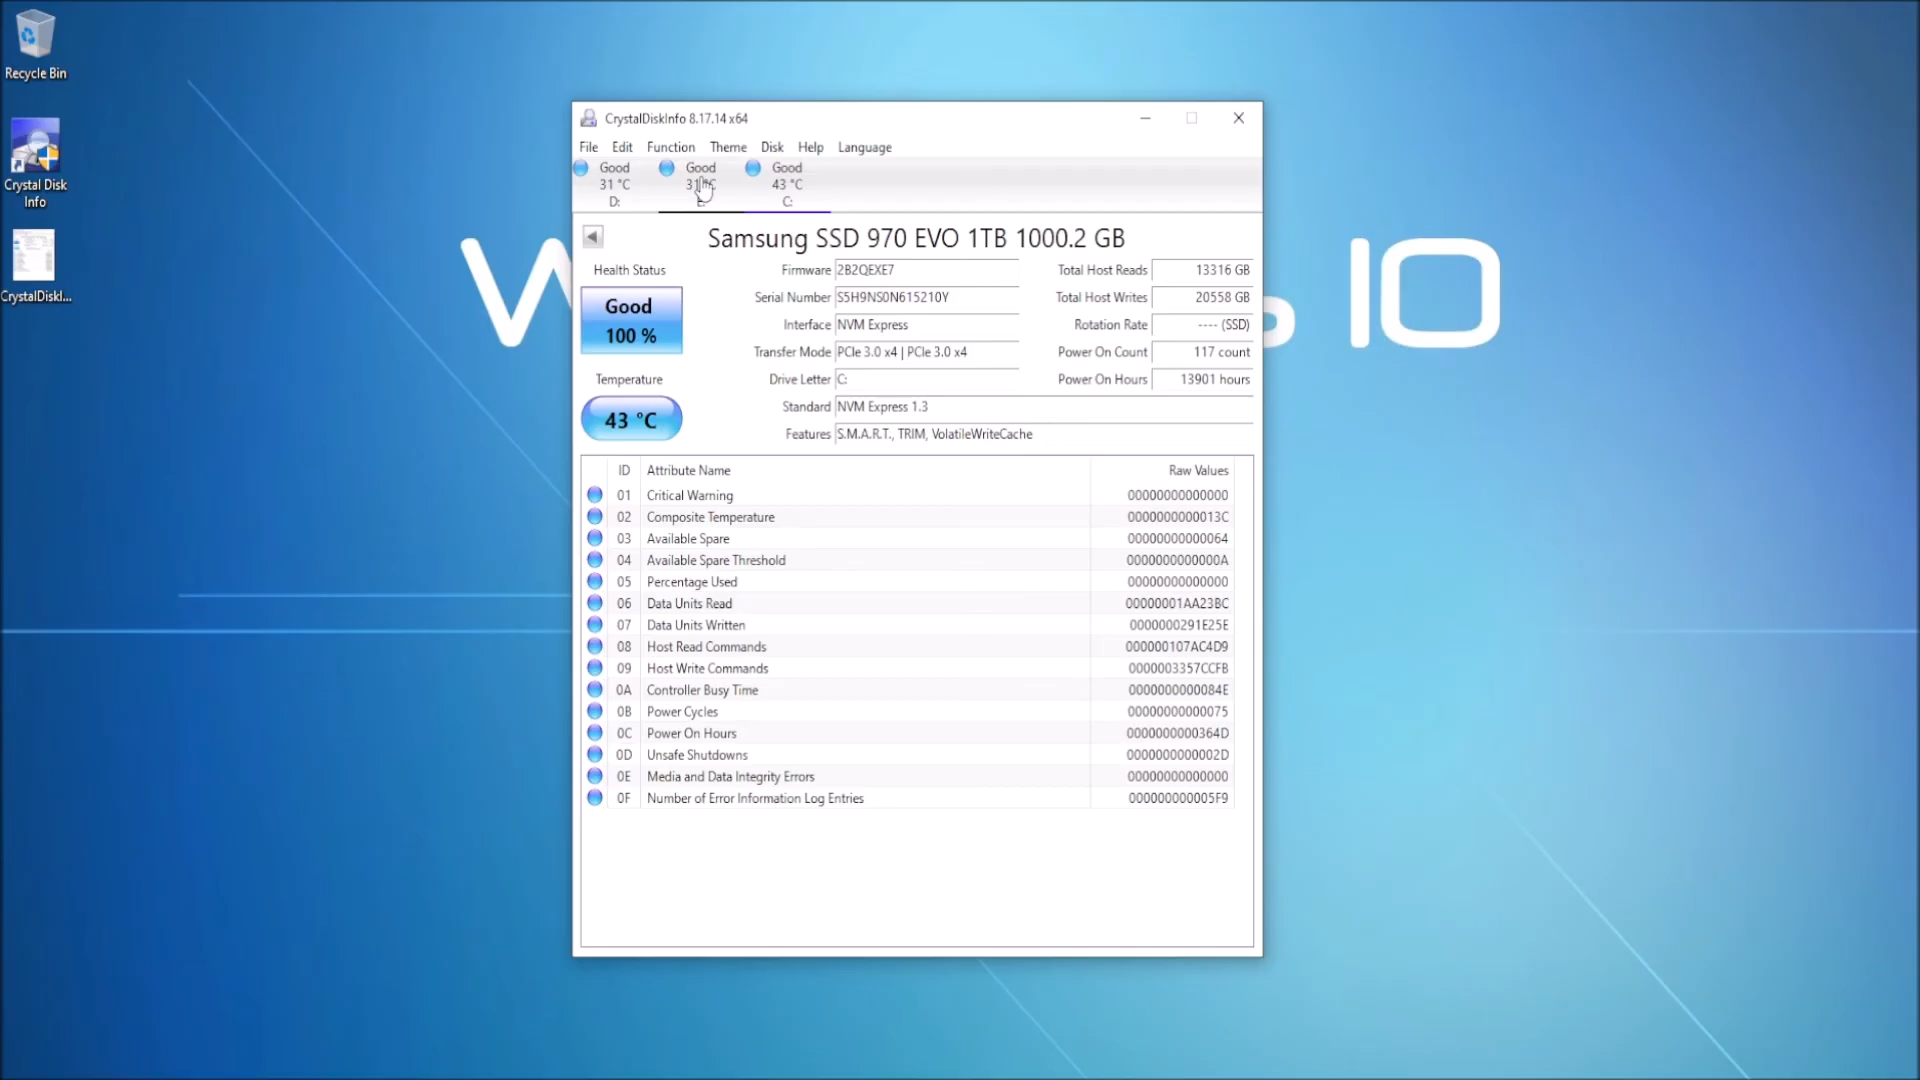 Recycle Bin
Crystal Disk
Info
CrystalDiskI...
W
s 10
CrystalDiskInfo 8.17.14 x64
File Edit Function Theme Disk Help Language
Good Good Good
31 °C 31 °C 43 °C
D: E: C:
Samsung SSD 970 EVO 1TB 1000.2 GB
Health Status
Good
100 %
Temperature
43 °C
Firmware 2B2QEXE7
Serial Number S5H9NS0N615210Y
Interface NVM Express
Transfer Mode PCIe 3.0 x4 | PCIe 3.0 x4
Drive Letter C:
Standard NVM Express 1.3
Features S.M.A.R.T., TRIM, VolatileWriteCache
Total Host Reads 13316 GB
Total Host Writes 20558 GB
Rotation Rate ---- (SSD)
Power On Count 117 count
Power On Hours 13901 hours
ID Attribute Name Raw Values
01 Critical Warning 00000000000000
02 Composite Temperature 0000000000013C
03 Available Spare 00000000000064
04 Available Spare Threshold 0000000000000A
05 Percentage Used 00000000000000
06 Data Units Read 00000001AA23BC
07 Data Units Written 0000000291E25E
08 Host Read Commands 000000107AC4D9
09 Host Write Commands 0000003357CCFB
0A Controller Busy Time 0000000000084E
0B Power Cycles 00000000000075
0C Power On Hours 0000000000364D
0D Unsafe Shutdowns 0000000000002D
0E Media and Data Integrity Errors 00000000000000
0F Number of Error Information Log Entries 000000000005F9